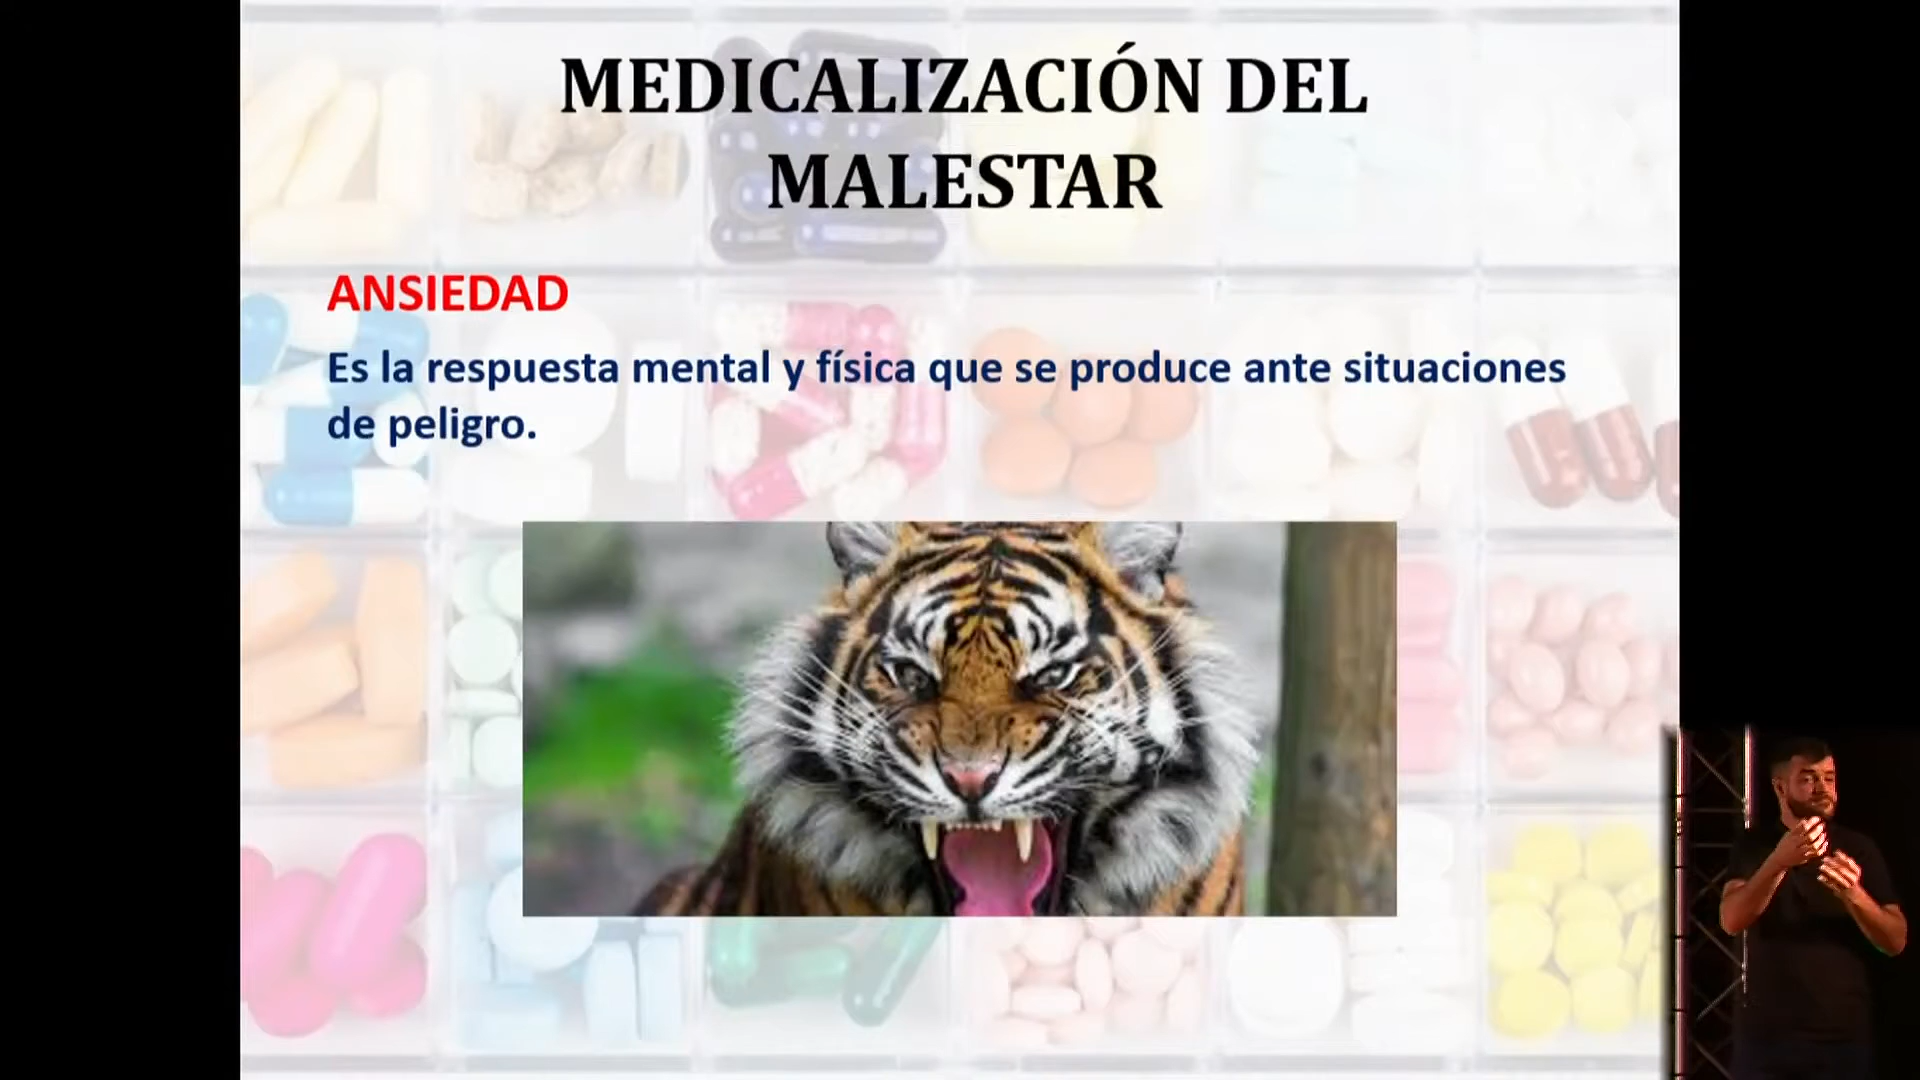 MEDICALIZACIÓN DEL
MALESTAR
ANSIEDAD
Es la respuesta mental y física que se produce ante situaciones
de peligro.